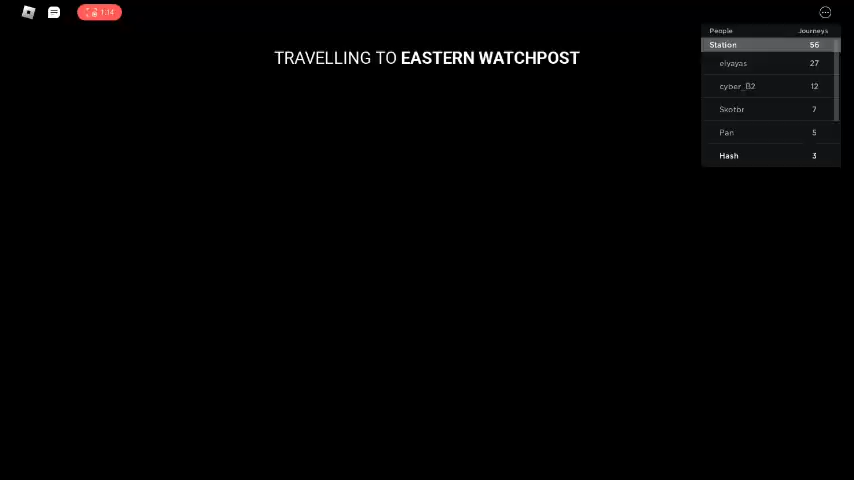 1:14
People Journeys
Station 56
TRAVELLING TO EASTERN WATCHPOST
elyayas 27
cyber_B2 12
Skotbr 7
Pan 5
Hash 3